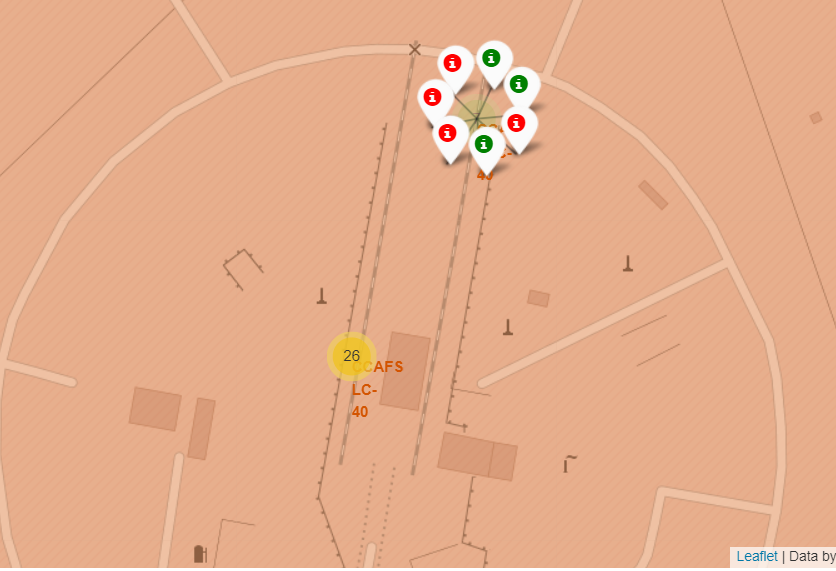 26
CCAFS
LC-
40
Leaflet | Data by